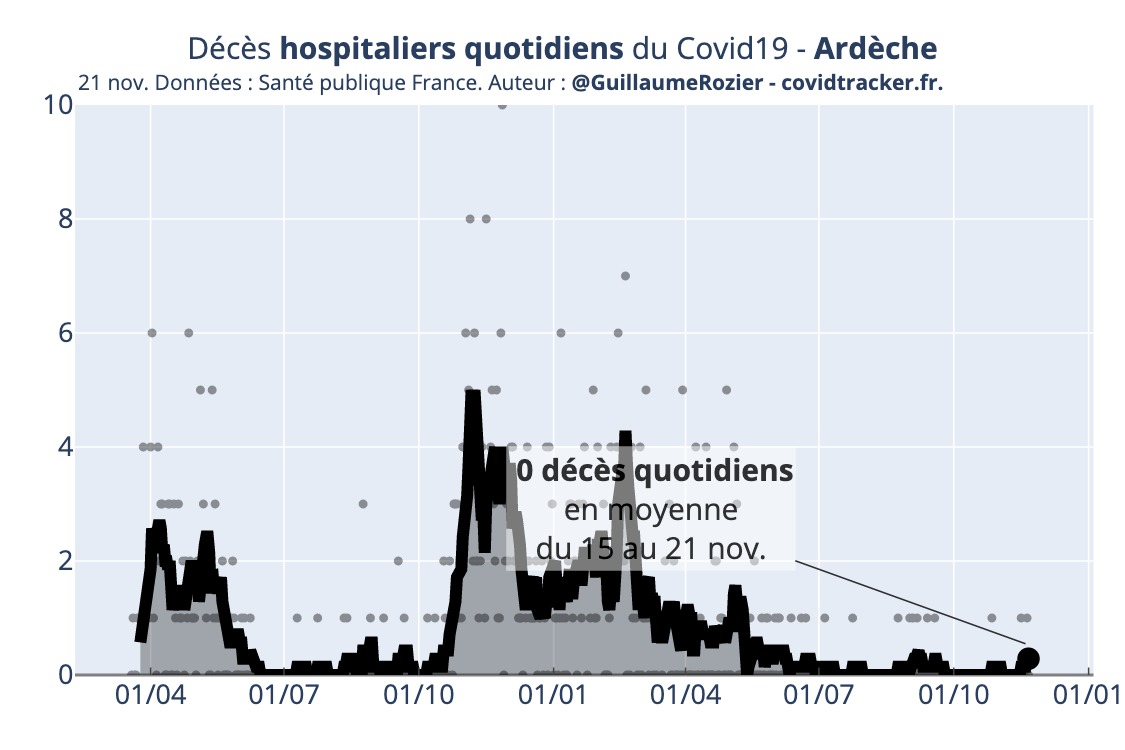 Décès hospitaliers quotidiens du Covid19 - Ardèche
21 nov. Données : Santé publique France. Auteur : @GuillaumeRozier - covidtracker.fr.
10
8
6
4
2
0
0 décès quotidiens
en moyenne
du 15 au 21 nov.
01/04 01/07 01/10 01/01 01/04 01/07 01/10 01/01